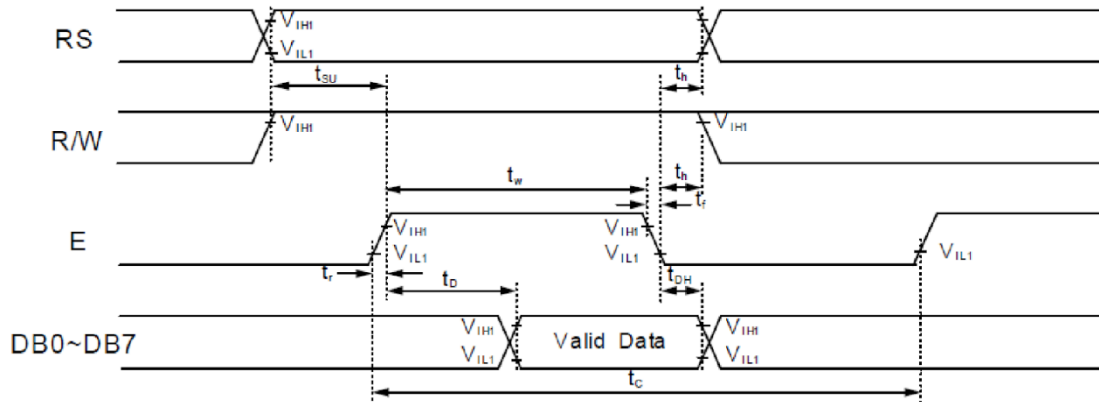 RS
VIH1
VIL1
tSU
th
R/W
VIH1
VIH1
tw
th
tf
E
VIH1
VIH1
VIL1
VIL1
VIL1
tr
tD
tDH
DB0~DB7
VIH1
Valid Data
VIH1
VIL1
VIL1
tC